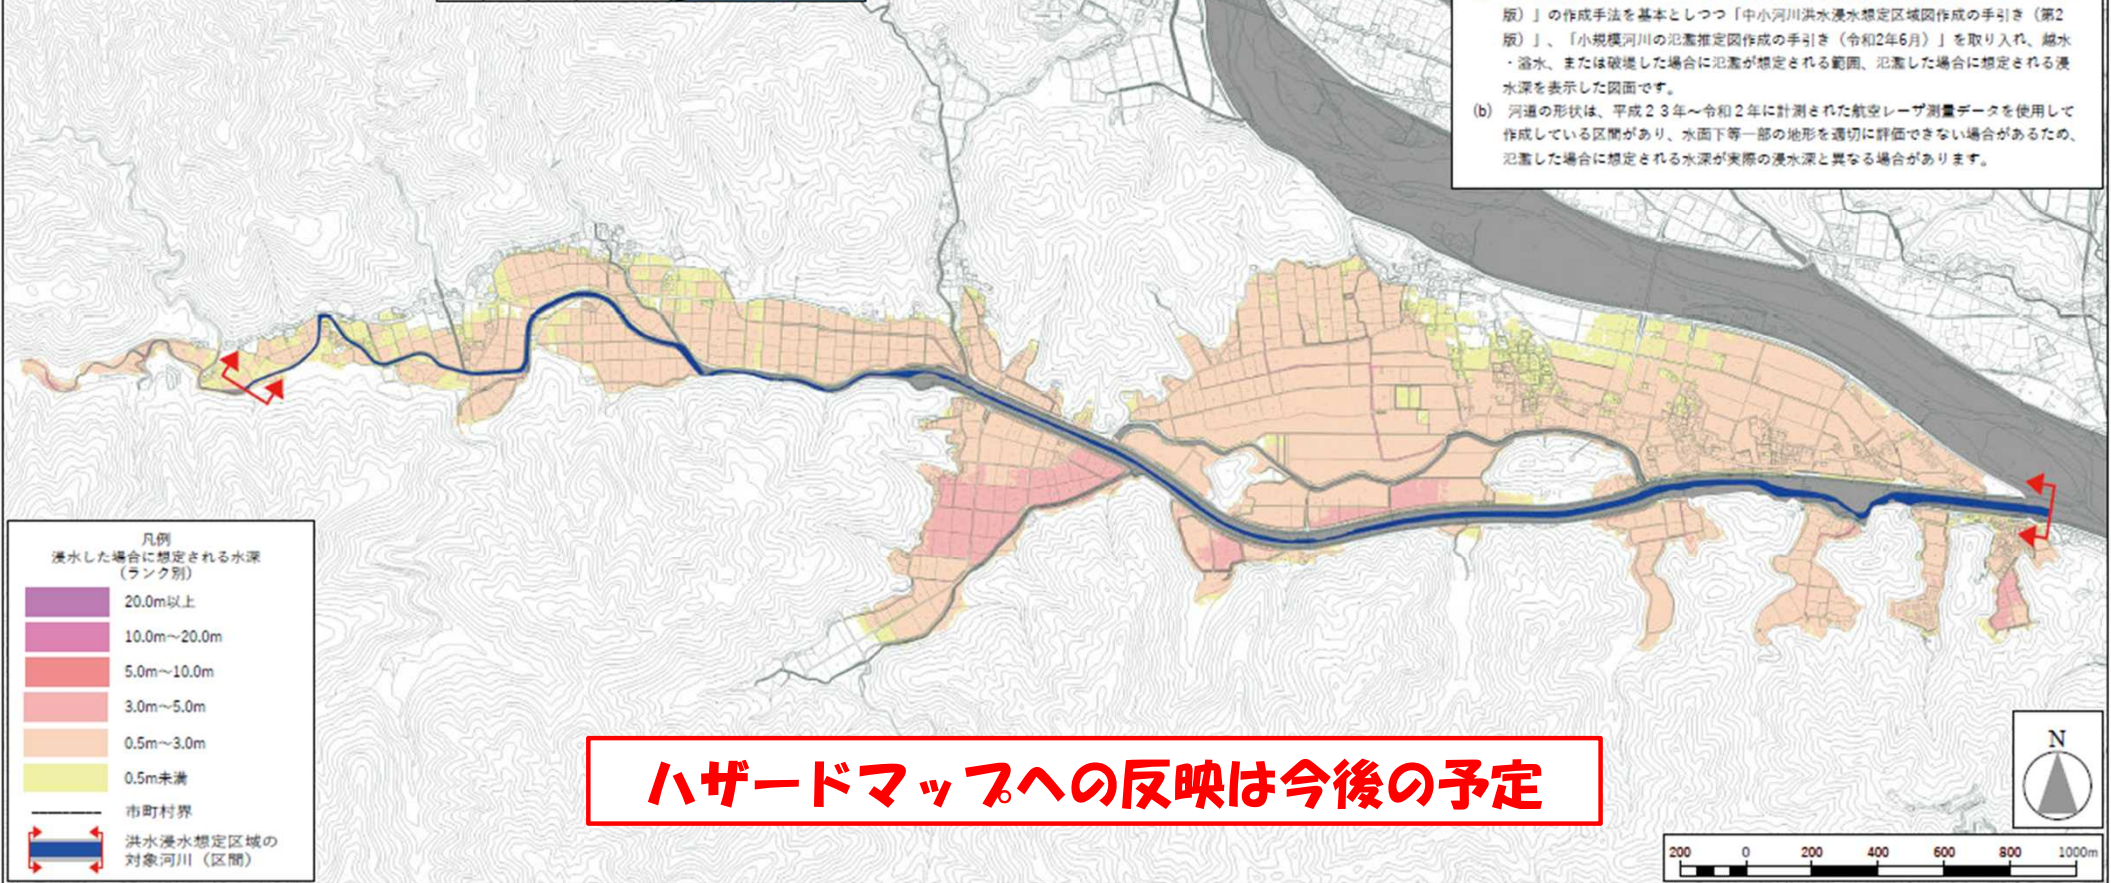 版）」の作成手法を基本としつつ「中小河川洪水浸水想定区域図作成の手引き（第2
版）」、「小規模河川の氾濫推定図作成の手引き（令和2年6月）」を取り入れ、越水
・溢水、または破堤した場合に氾濫が想定される範囲、氾濫した場合に想定される浸
水深を表示した図面です。
(b) 河道の形状は、平成２３年～令和２年に計測された航空レーザ測量データを使用して
作成している区間があり、水面下等一部の地形を適切に評価できない場合があるため、
氾濫した場合に想定される水深が実際の浸水深と異なる場合があります。
凡例
浸水した場合に想定される水深
（ランク別）
20.0m以上
10.0m～20.0m
5.0m～10.0m
3.0m～5.0m
0.5m～3.0m
0.5m未満
市町村界
洪水浸水想定区域の
対象河川（区間）
ハザードマップへの反映は今後の予定
N
200 0 200 400 600 800 1000m